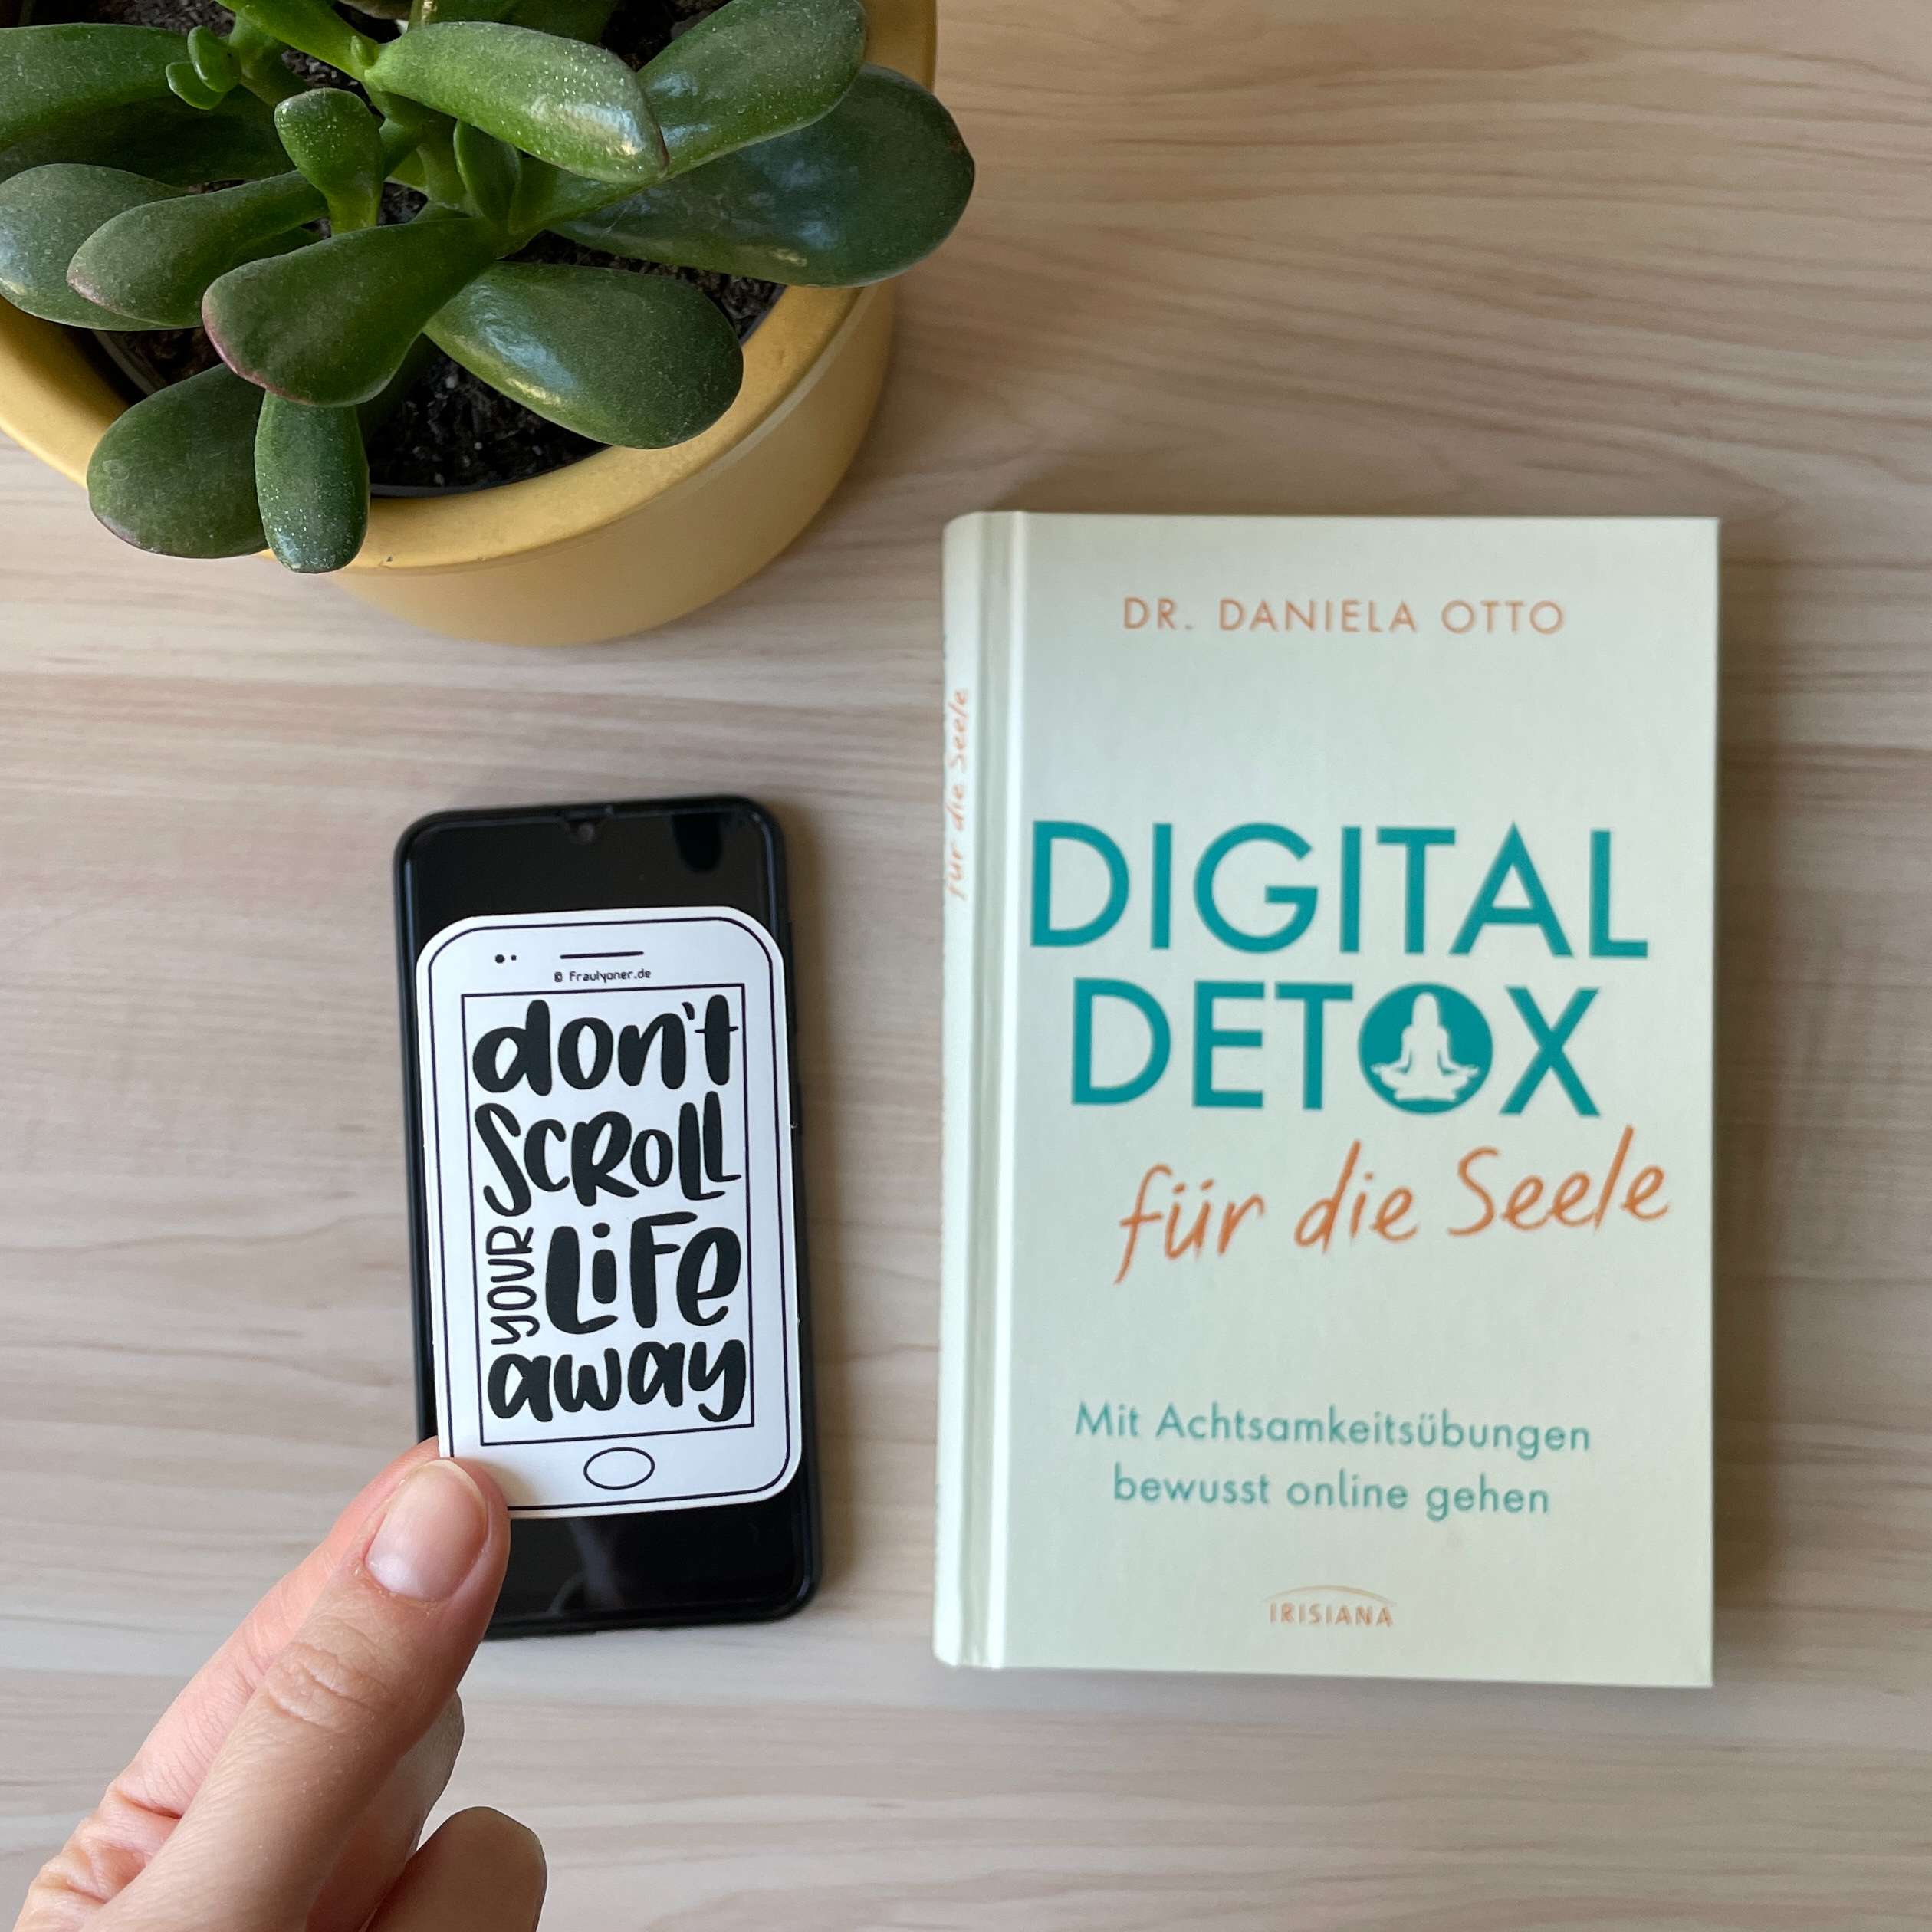 © Fraulyoner.de
don't
SCROLL
YOUR LiFe
away
für die Seele
DR. DANIELA OTTO
DIGITAL
DETOX
für die Seele
Mit Achtsamkeitsübungen
bewusst online gehen
IRISIANA